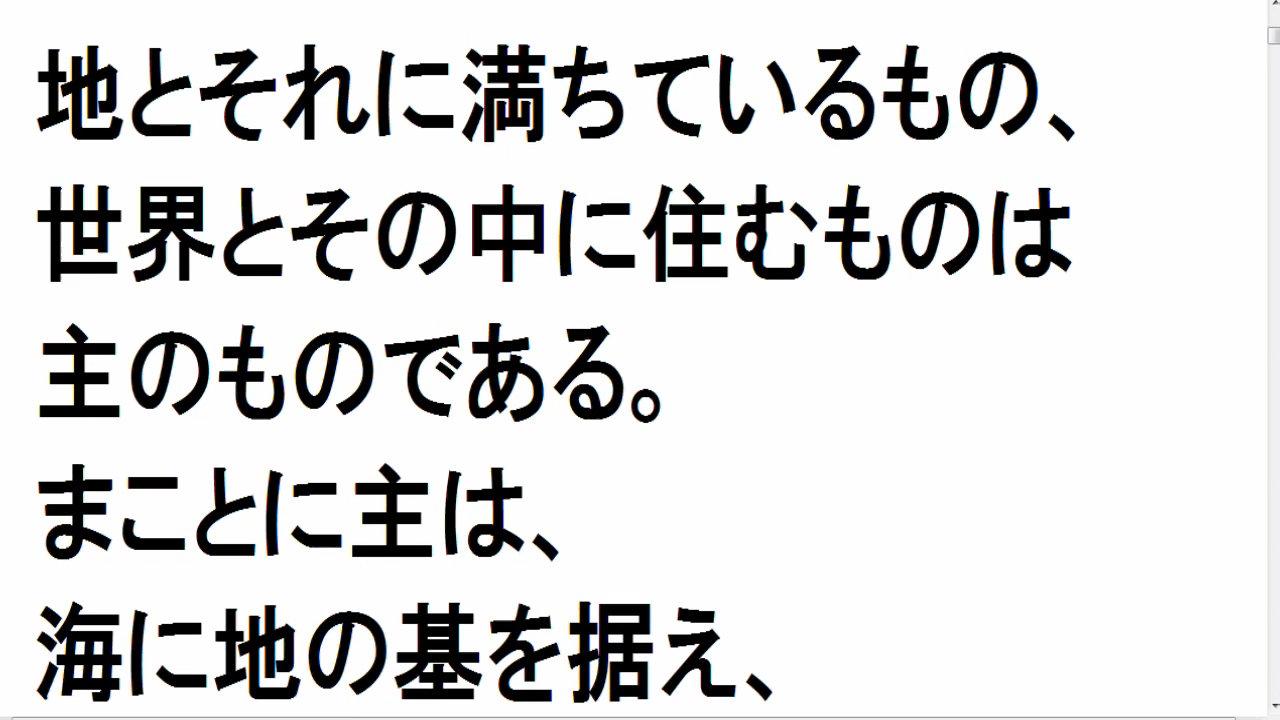 地とそれに満ちているもの、
世界とその中に住むものは
主のものである。
まことに主は、
海に地の基を据え、